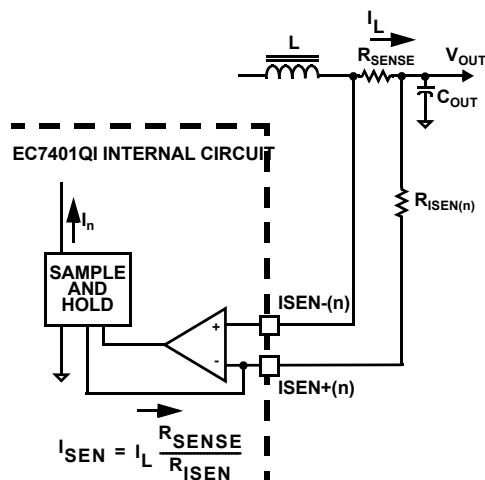 I_L
L
R_SENSE
V_OUT
C_OUT
EC7401QI INTERNAL CIRCUIT
R_ISEN(n)
I_n
SAMPLE
AND
HOLD
ISEN-(n)
+
-
ISEN+(n)
I_SEN = I_L R_SENSE / R_ISEN